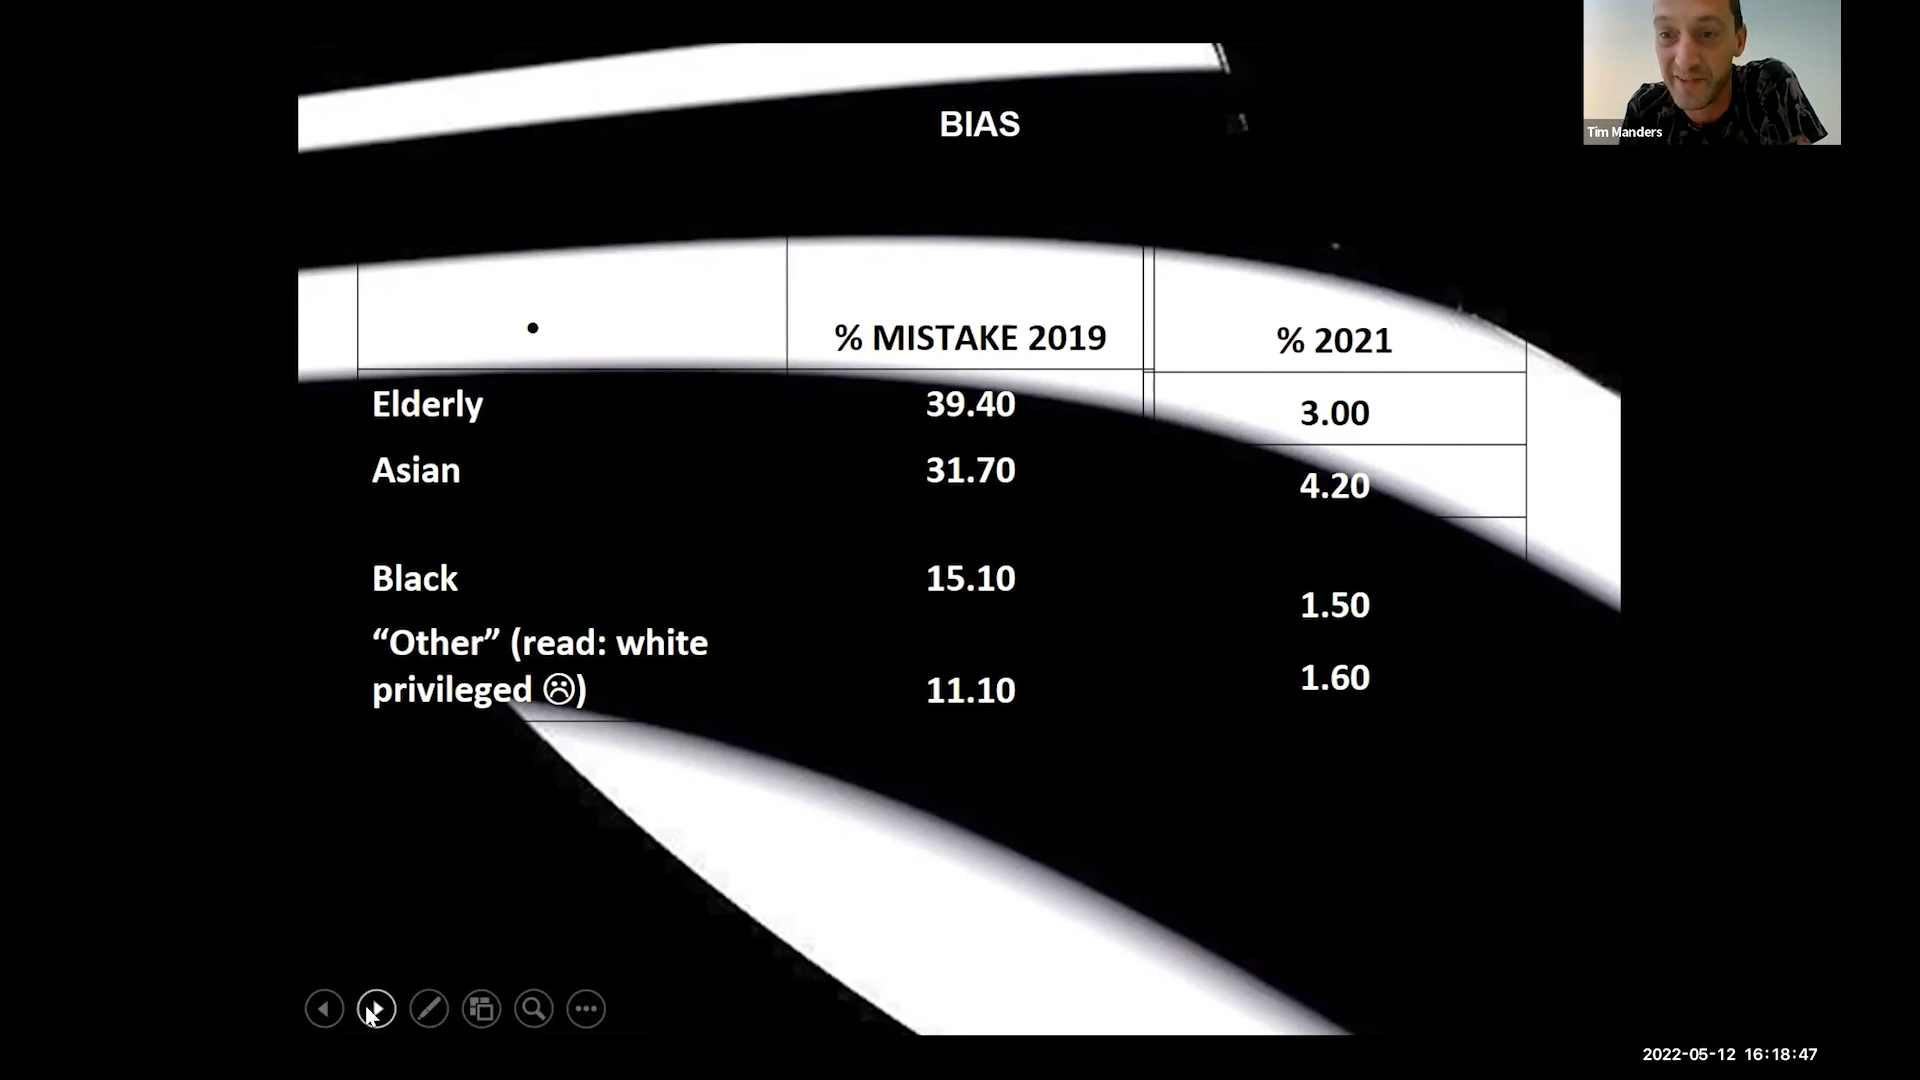 Tim Manders
BIAS
• % MISTAKE 2019 % 2021
Elderly 39.40 3.00
Asian 31.70 4.20
Black 15.10 1.50
“Other” (read: white
privileged ☹) 11.10 1.60
2022-05-12 16:18:47